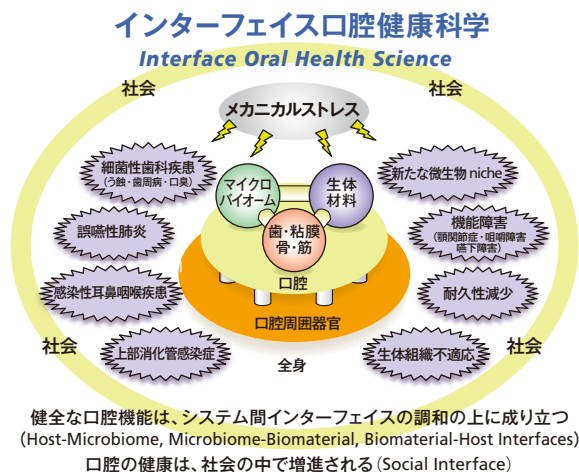 インターフェイス口腔健康科学
Interface Oral Health Science
社会
社会
メカニカルストレス
細菌性歯科疾患
（う蝕・歯周病・口臭）
マイクロ
バイオーム
生体
材料
新たな微生物 niche
誤嚥性肺炎
歯・粘膜
骨・筋
機能障害
（顎関節症・咀嚼障害
嚥下障害）
口腔
感染性耳鼻咽喉疾患
耐久性減少
口腔周囲器官
社会
社会
上部消化管感染症
全身
生体組織不適応
健全な口腔機能は、システム間インターフェイスの調和の上に成り立つ
（Host-Microbiome, Microbiome-Biomaterial, Biomaterial-Host Interfaces）
口腔の健康は、社会の中で増進される（Social Interface）